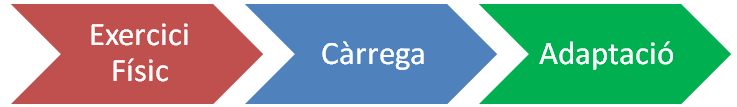 Exercici
Físic
Càrrega
Adaptació